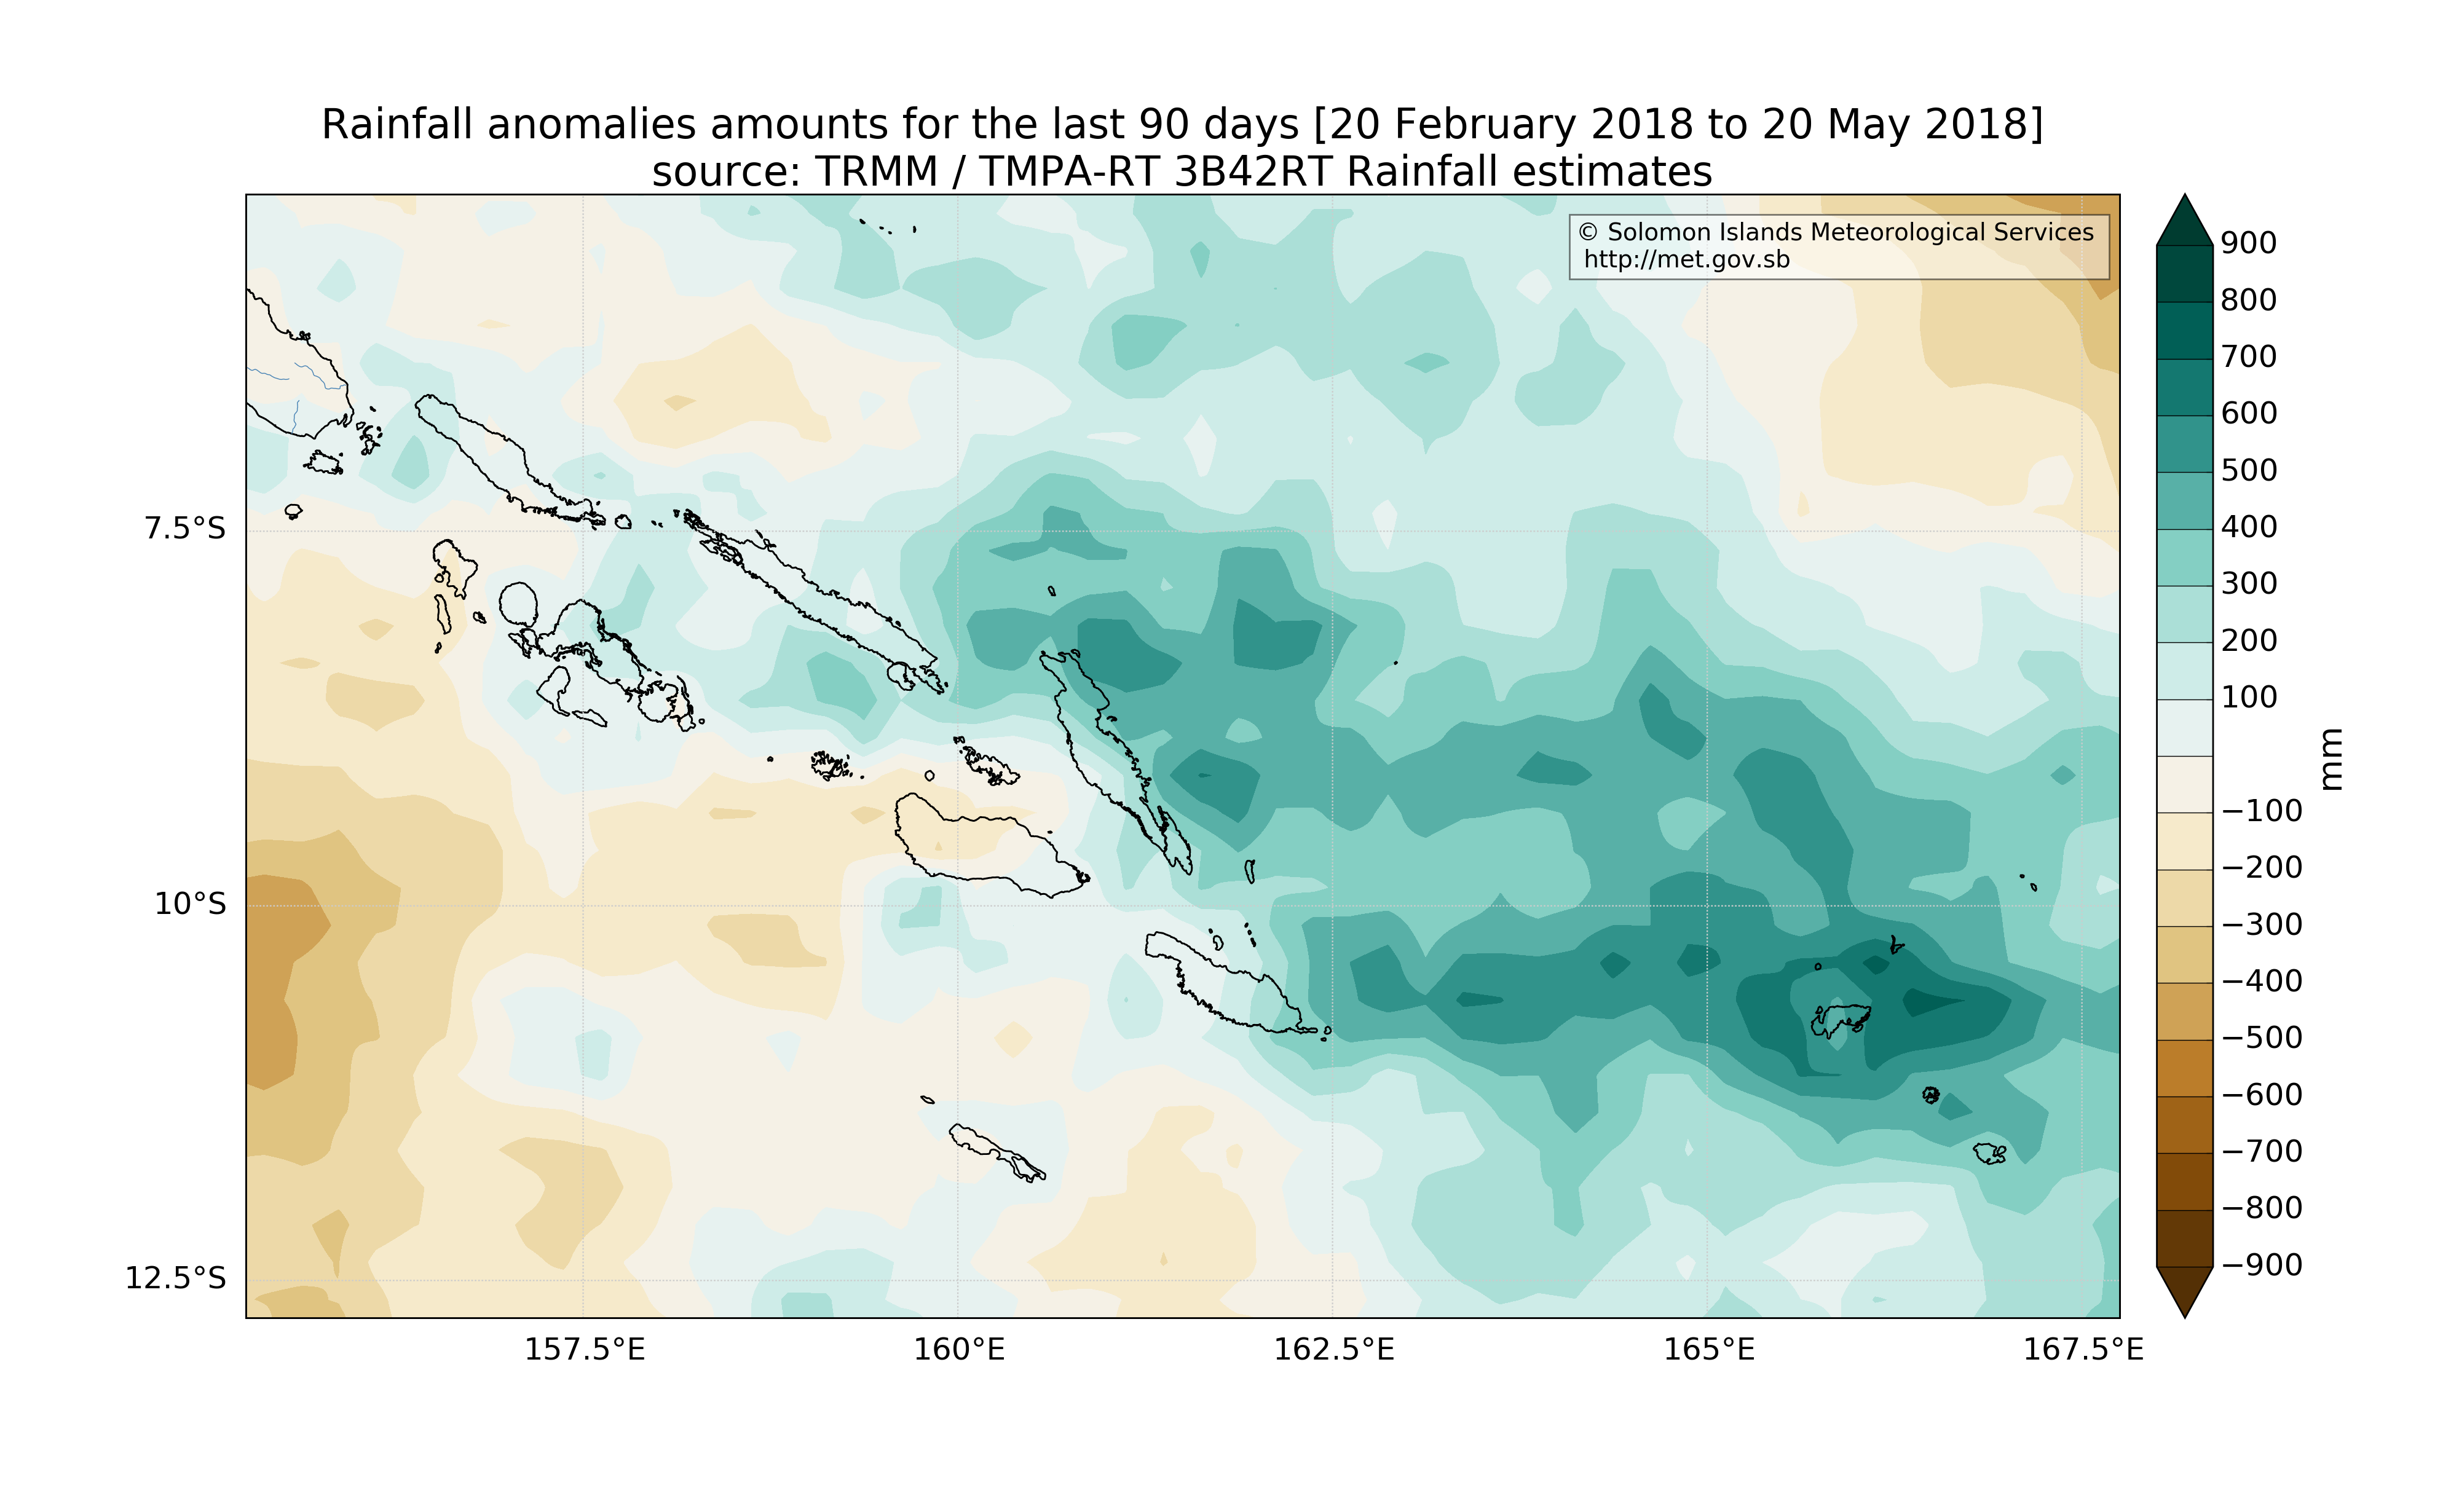 Rainfall anomalies amounts for the last 90 days [20 February 2018 to 20 May 2018]
source: TRMM / TMPA-RT 3B42RT Rainfall estimates
© Solomon Islands Meteorological Services
http://met.gov.sb
7.5°S
10°S
12.5°S
157.5°E
160°E
162.5°E
165°E
167.5°E
900
800
700
600
500
400
300
200
100
−100
−200
−300
−400
−500
−600
−700
−800
−900
mm